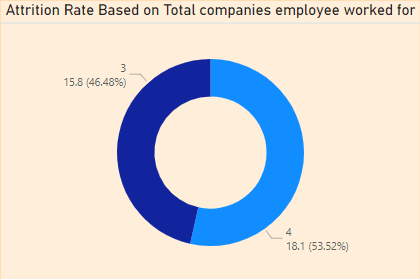 Attrition Rate Based on Total companies employee worked for
3
15.8 (46.48%)
4
18.1 (53.52%)